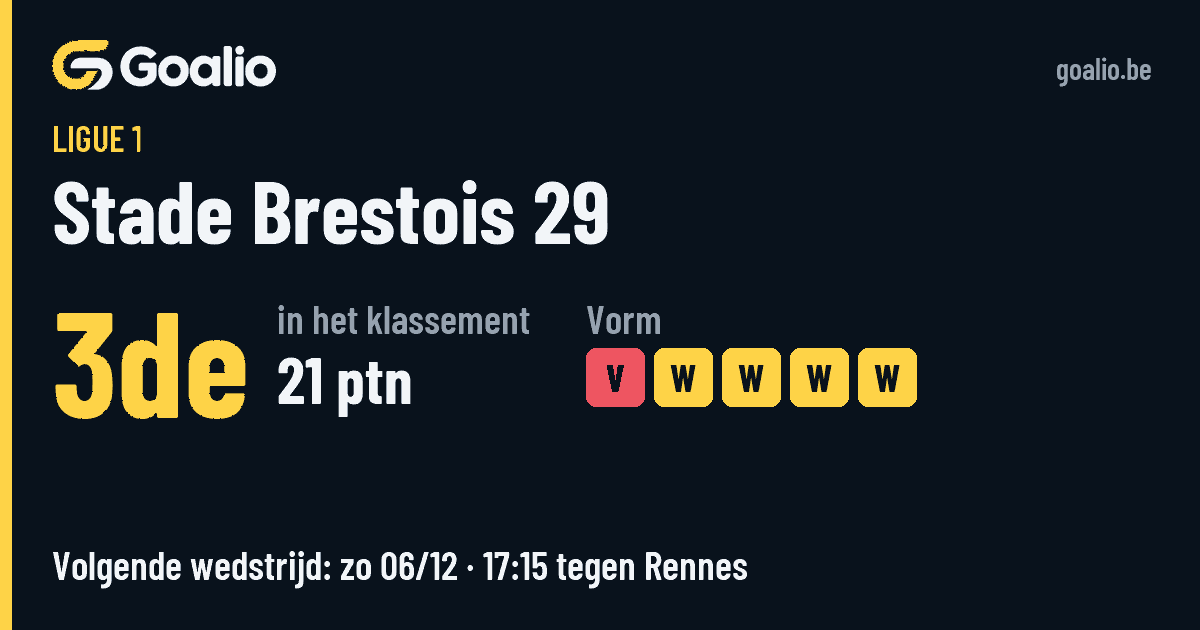 Goalio
goalio.be
LIGUE 1
Stade Brestois 29
3de
in het klassement
21 ptn
Vorm
V W W W W
Volgende wedstrijd: zo 06/12 · 17:15 tegen Rennes